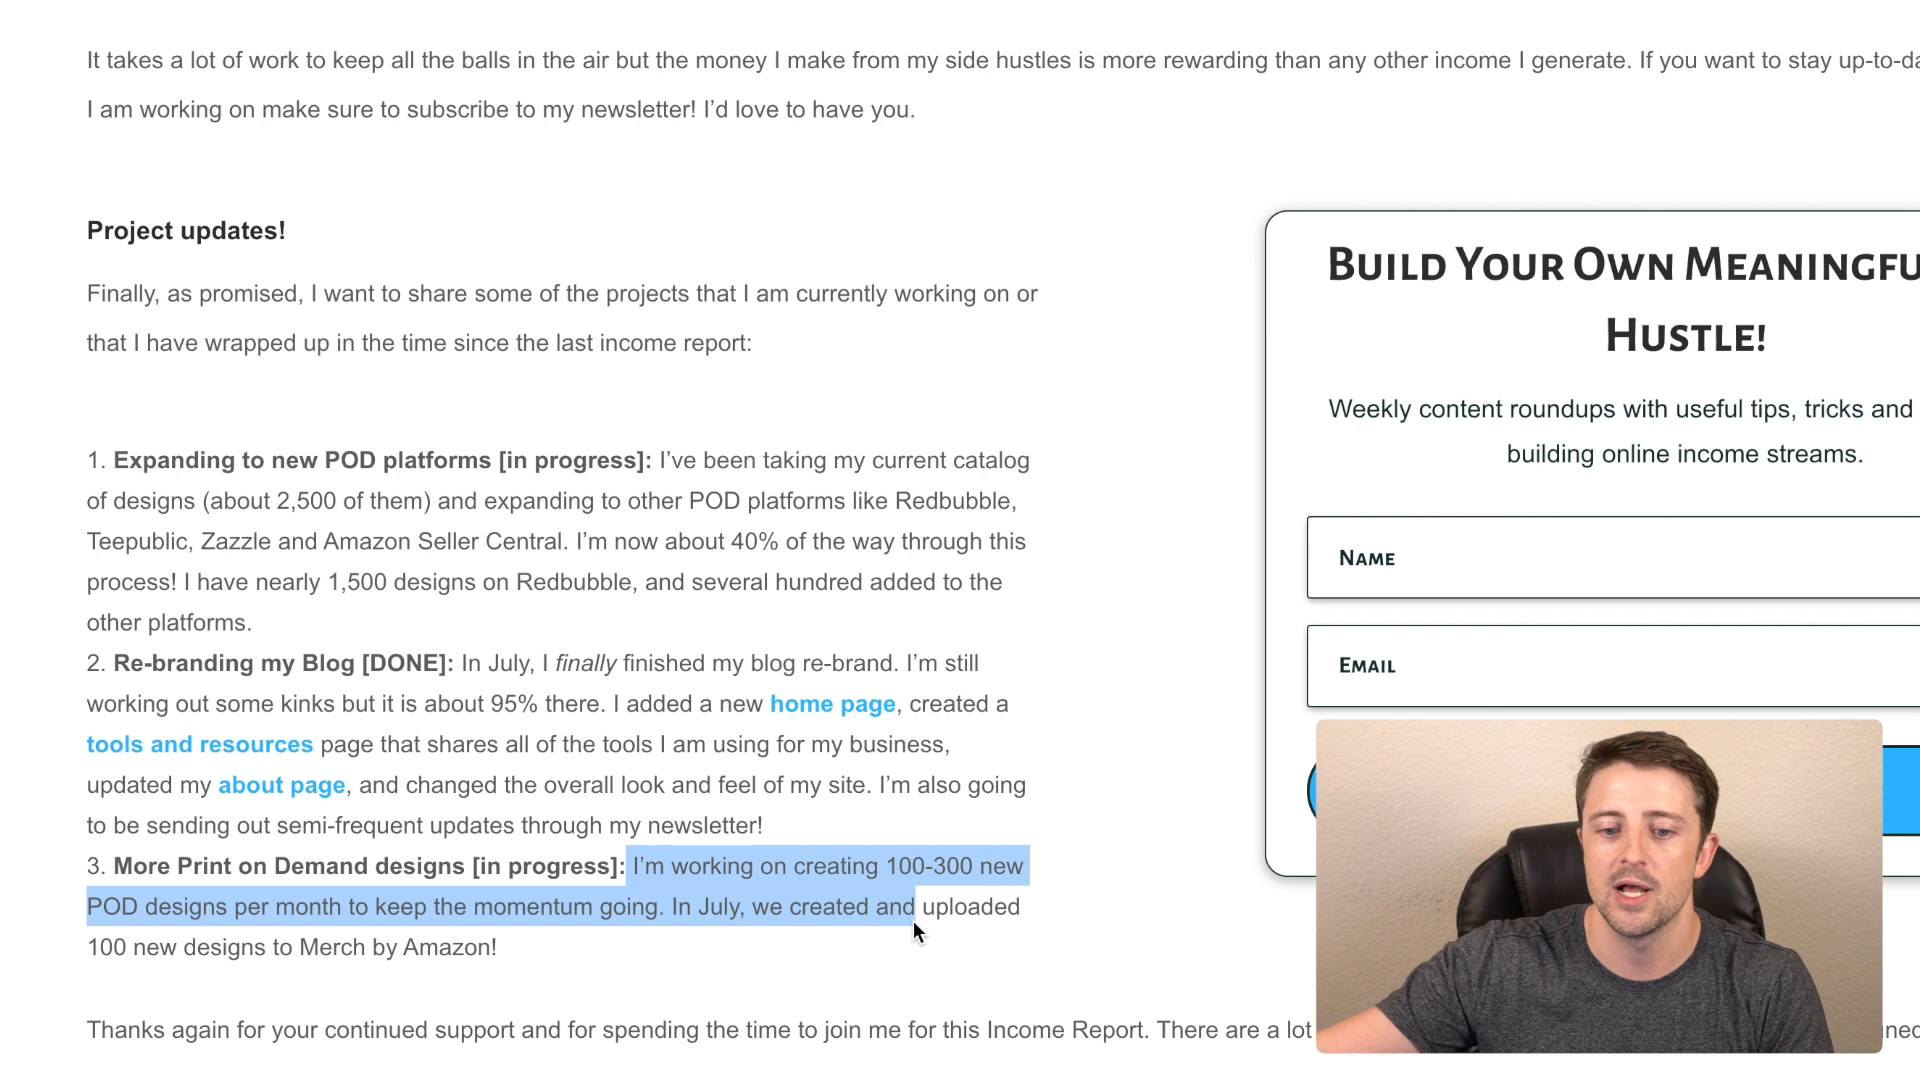 It takes a lot of work to keep all the balls in the air but the money I make from my side hustles is more rewarding than any other income I generate. If you want to stay
I am working on make sure to subscribe to my newsletter! I’d love to have you.
Project updates!
Finally, as promised, I want to share some of the projects that I am currently working on or
that I have wrapped up in the time since the last income report:
1. Expanding to new POD platforms [in progress]: I’ve been taking my current catalog
of designs (about 2,500 of them) and expanding to other POD platforms like Redbubble,
Teepublic, Zazzle and Amazon Seller Central. I’m now about 40% of the way through this
process! I have nearly 1,500 designs on Redbubble, and several hundred added to the
other platforms.
2. Re-branding my Blog [DONE]: In July, I finally finished my blog re-brand. I’m still
working out some kinks but it is about 95% there. I added a new home page, created a
tools and resources page that shares all of the tools I am using for my business,
updated my about page, and changed the overall look and feel of my site. I’m also going
to be sending out semi-frequent updates through my newsletter!
3. More Print on Demand designs [in progress]: I’m working on creating 100-300 new
POD designs per month to keep the momentum going. In July, we created and uploaded
100 new designs to Merch by Amazon!
Thanks again for your continued support and for spending the time to join me for this Income Report. There are a lot
Build Your Own
Hustle!
Weekly content roundups with useful tips, tricks and
building online income streams.
Name
Email